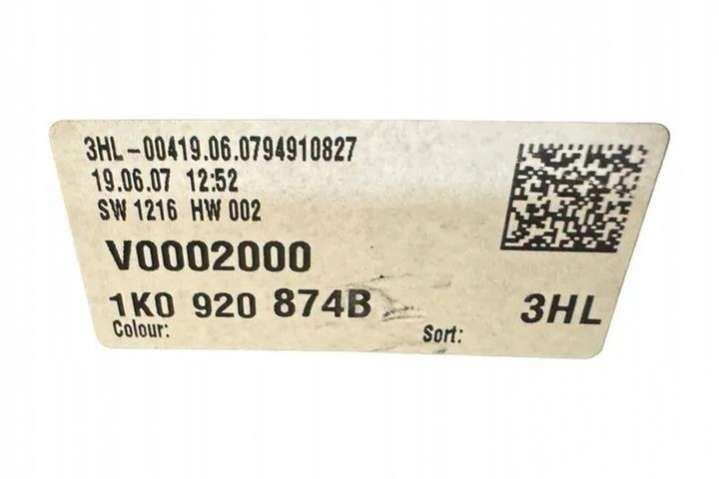 3HL-00419.06.0794910827
19.06.07 12:52
SW 1216 HW 002
V0002000
1K0 920 874B 3HL
Colour: Sort: